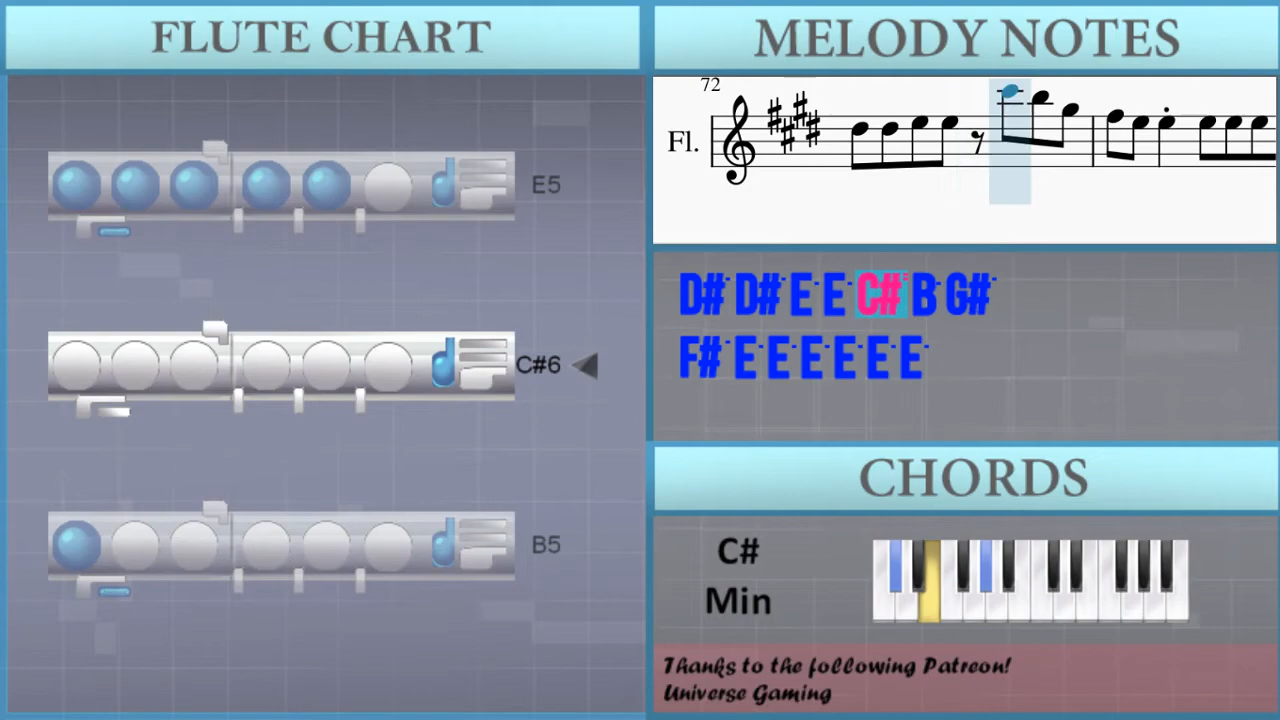 FLUTE CHART
E5
C#6
B5
MELODY NOTES
72
Fl.
D#˙ D#˙ E˙ E˙ C#¨ B˙ G#˙
F#˙ E˙ E˙ E˙ E˙ E˙
CHORDS
C#
Min
Thanks to the following Patreon!
Universe Gaming